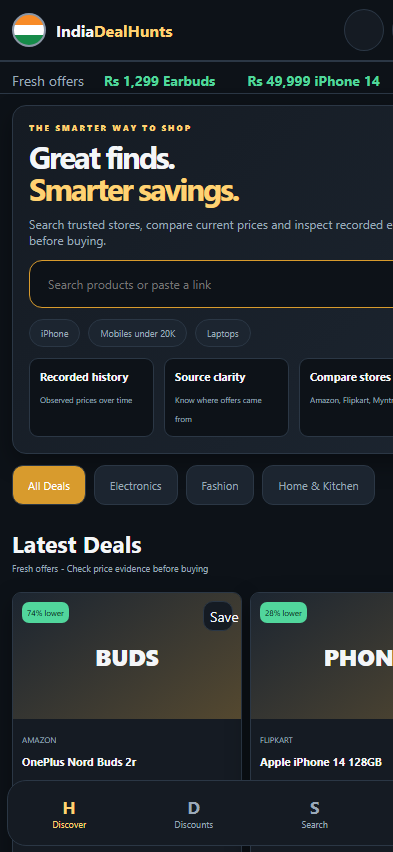 IndiaDealHunts
Fresh offers Rs 1,299 Earbuds Rs 49,999 iPhone 14
THE SMARTER WAY TO SHOP
Great finds.
Smarter savings.
Search trusted stores, compare current prices and inspect recorded
before buying.
Search products or paste a link
iPhone Mobiles under 20K Laptops
Recorded history Source clarity Compare stores
Observed prices over time Know where offers came Amazon, Flipkart,
from
All Deals Electronics Fashion Home & Kitchen
Latest Deals
Fresh offers - Check price evidence before buying
74% lower Save 28% lower
BUDS PHON
AMAZON FLIPKART
OnePlus Nord Buds 2r Apple iPhone 14 128GB
H D S
Discover Discounts Search